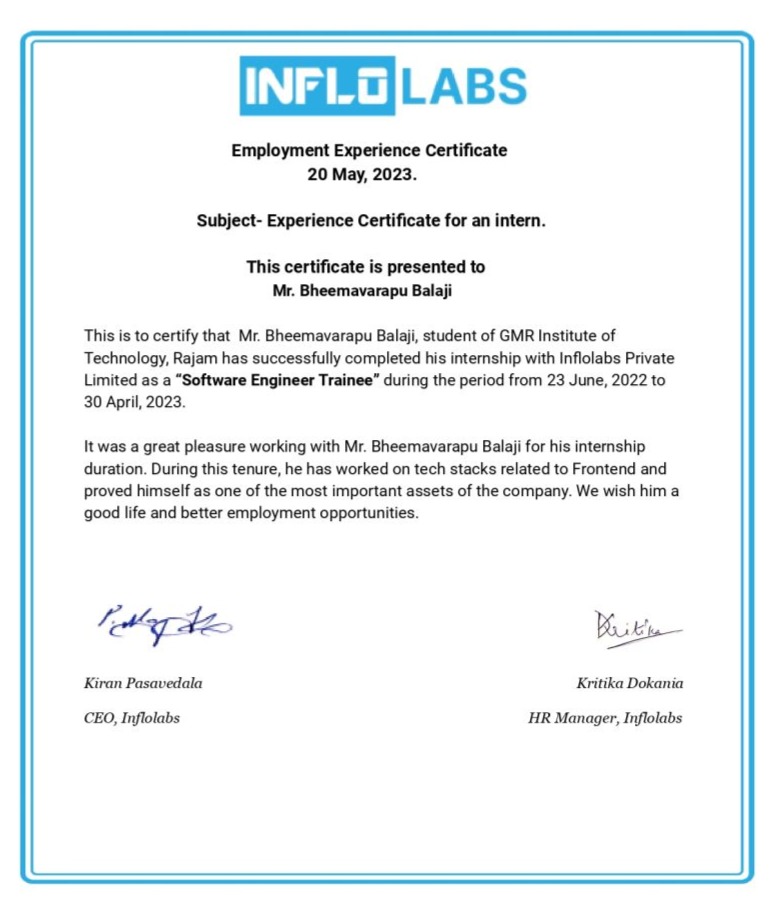 INFLO LABS
Employment Experience Certificate
20 May, 2023.
Subject- Experience Certificate for an intern.
This certificate is presented to
Mr. Bheemavarapu Balaji
This is to certify that Mr. Bheemavarapu Balaji, student of GMR Institute of
Technology, Rajam has successfully completed his internship with Inflolabs Private
Limited as a “Software Engineer Trainee” during the period from 23 June, 2022 to
30 April, 2023.
It was a great pleasure working with Mr. Bheemavarapu Balaji for his internship
duration. During this tenure, he has worked on tech stacks related to Frontend and
proved himself as one of the most important assets of the company. We wish him a
good life and better employment opportunities.
Kritika
Kiran Pasavedala
Kritika Dokania
CEO, Inflolabs
HR Manager, Inflolabs